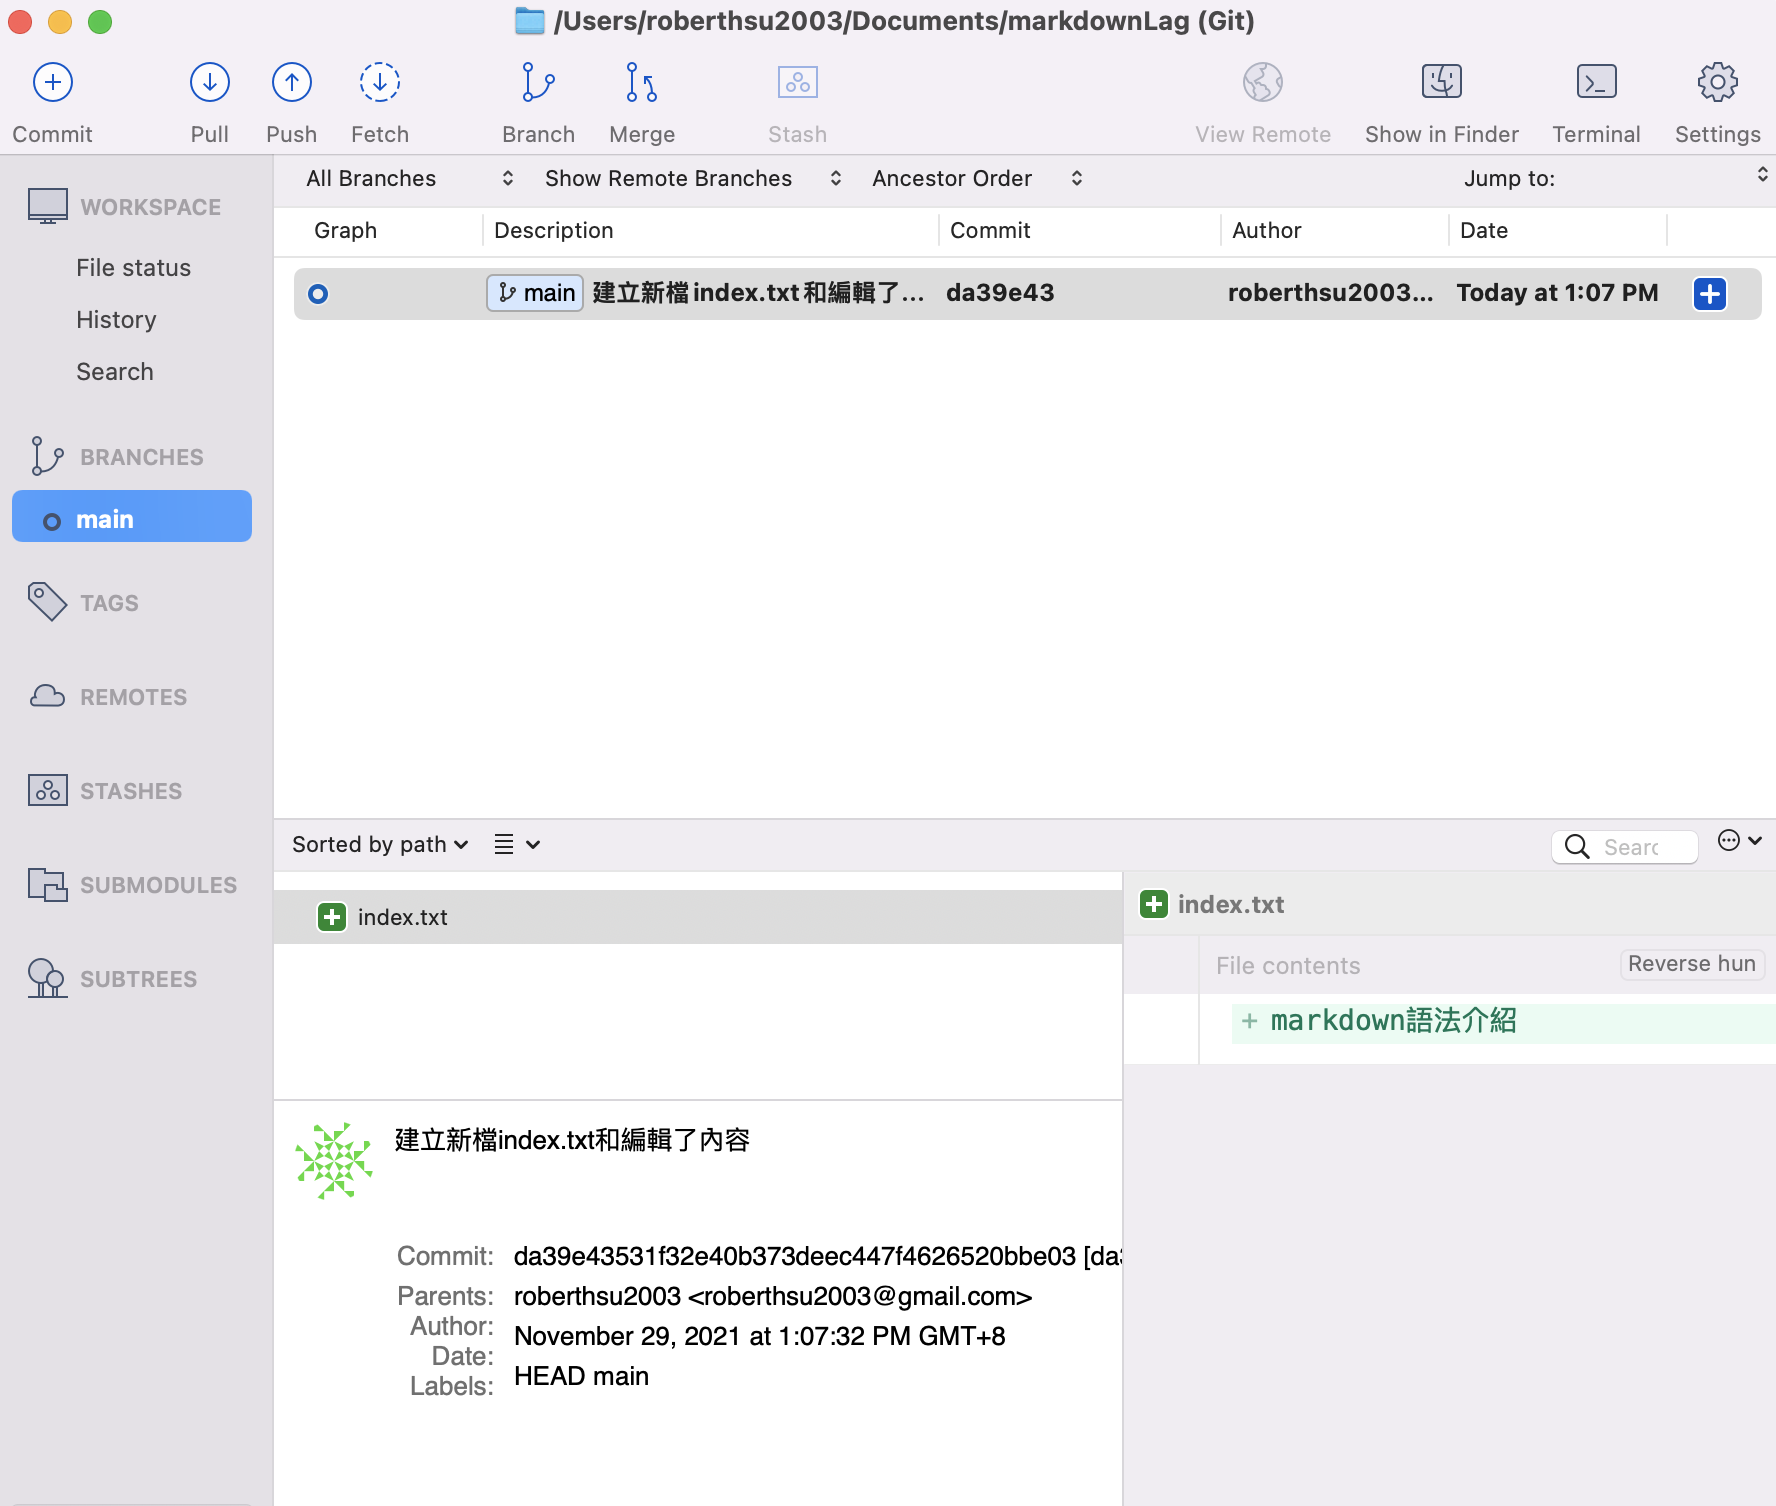 /Users/roberthsu2003/Documents/markdownLag (Git)
Commit Pull Push Fetch Branch Merge Stash View Remote Show in Finder Terminal Settings
All Branches Show Remote Branches Ancestor Order Jump to:
WORKSPACE
File status
History
Search
BRANCHES
main
TAGS
REMOTES
STASHES
SUBMODULES
SUBTREES
Graph Description Commit Author Date
main 建立新檔index.txt和編輯了... da39e43 roberthsu2003... Today at 1:07 PM
Sorted by path
Searc
index.txt
index.txt
File contents Reverse hun
+ markdown語法介紹
建立新檔index.txt和編輯了內容
Commit: da39e43531f32e40b373deec447f4626520bbe03 [da3
Parents: roberthsu2003 <roberthsu2003@gmail.com>
Author:
November 29, 2021 at 1:07:32 PM GMT+8
Date:
HEAD main
Labels: